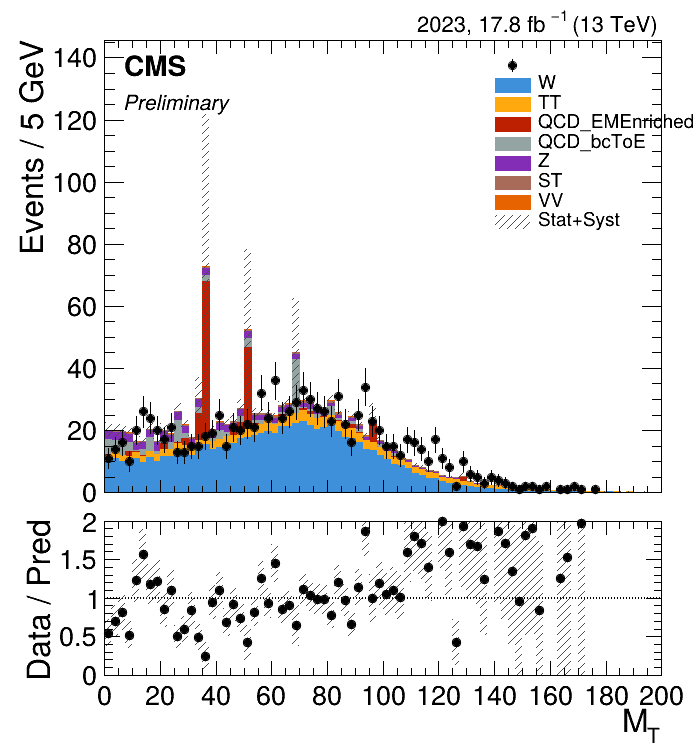 2023, 17.8 fb⁻¹ (13 TeV)
Events / 5 GeV
140
120
100
80
60
40
20
0
CMS
Preliminary
W
TT
QCD_EMEnriched
QCD_bcToE
Z
ST
VV
Stat+Syst
Data / Pred
2
1.5
1
0.5
0
0 20 40 60 80 100 120 140 160 180 200
M_T